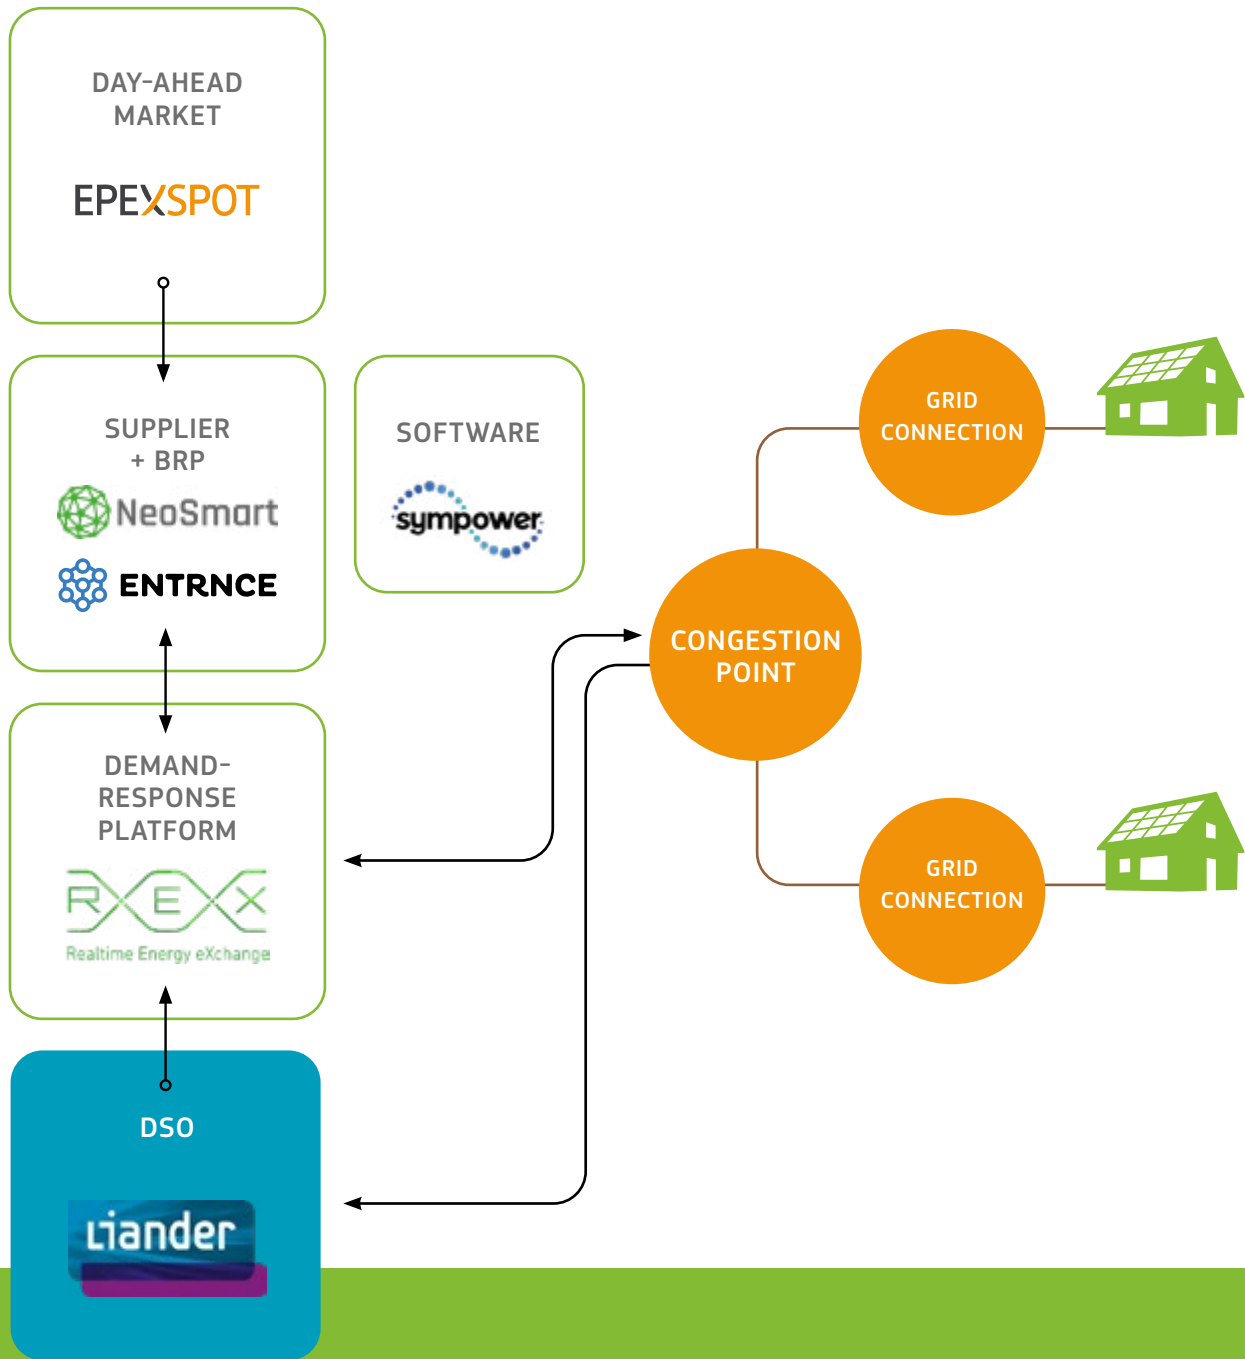 DAY-AHEAD
MARKET
EPEXSPOT
SUPPLIER
+ BRP
NeoSmart
ENTRNCE
SOFTWARE
sympower
DEMAND-
RESPONSE
PLATFORM
REX
Realtime Energy eXchange
DSO
Liander
CONGESTION
POINT
GRID
CONNECTION
GRID
CONNECTION